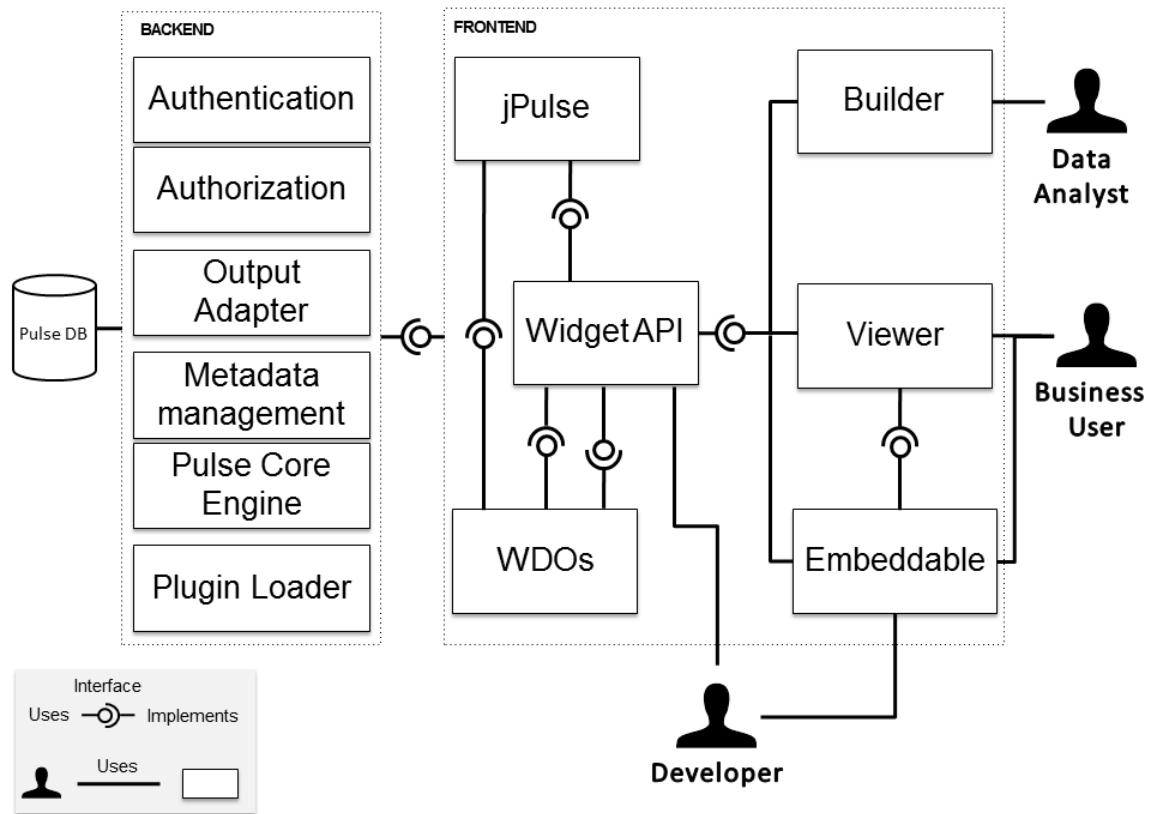 BACKEND
Authentication
Authorization
Output
Adapter
Metadata
management
Pulse Core
Engine
Plugin Loader
Pulse DB
FRONTEND
jPulse
Widget API
WDOs
Builder
Viewer
Embeddable
Data
Analyst
Business
User
Developer
Interface
Uses
Implements
Uses